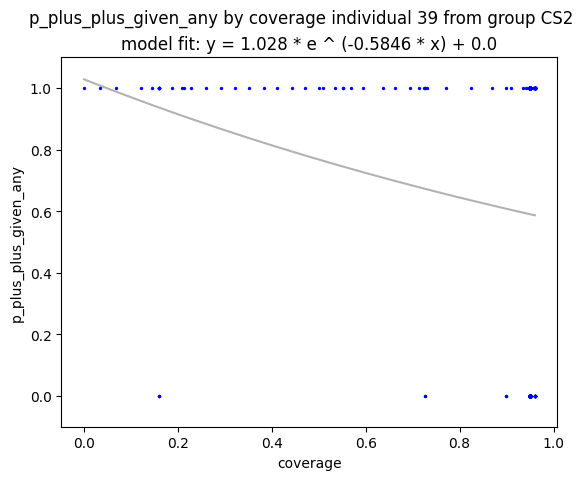 p_plus_plus_given_any by coverage individual 39 from group CS2
model fit: y = 1.028 * e ^ (-0.5846 * x) + 0.0
1.0
0.8
0.6
0.4
0.2
0.0
p_plus_plus_given_any
0.0 0.2 0.4 0.6 0.8 1.0
coverage